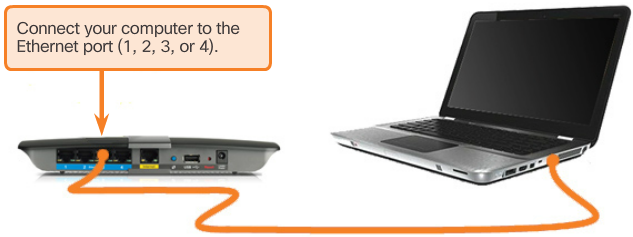 Connect your computer to the
Ethernet port (1, 2, 3, or 4).